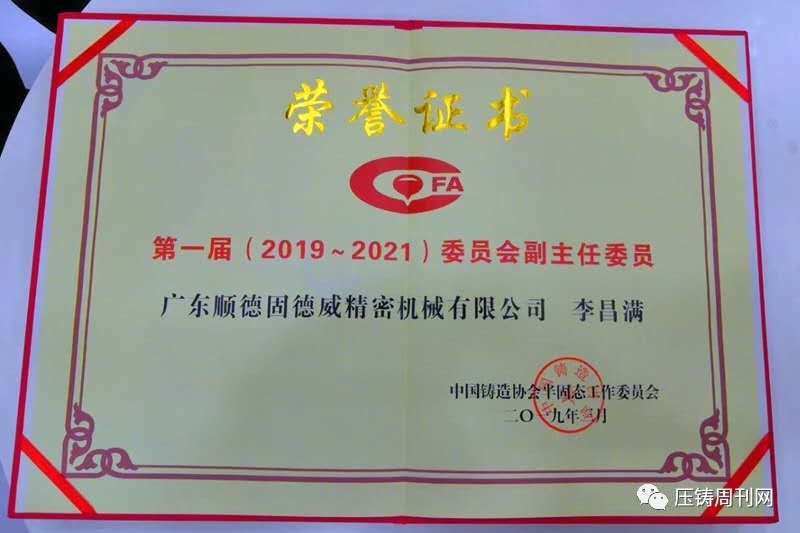 荣誉证书
CFA
第一届（2019～2021）委员会副主任委员
广东顺德固德威精密机械有限公司 李昌满
中国铸造协会半固态工作委员会
二〇一九年三月
压铸周刊网